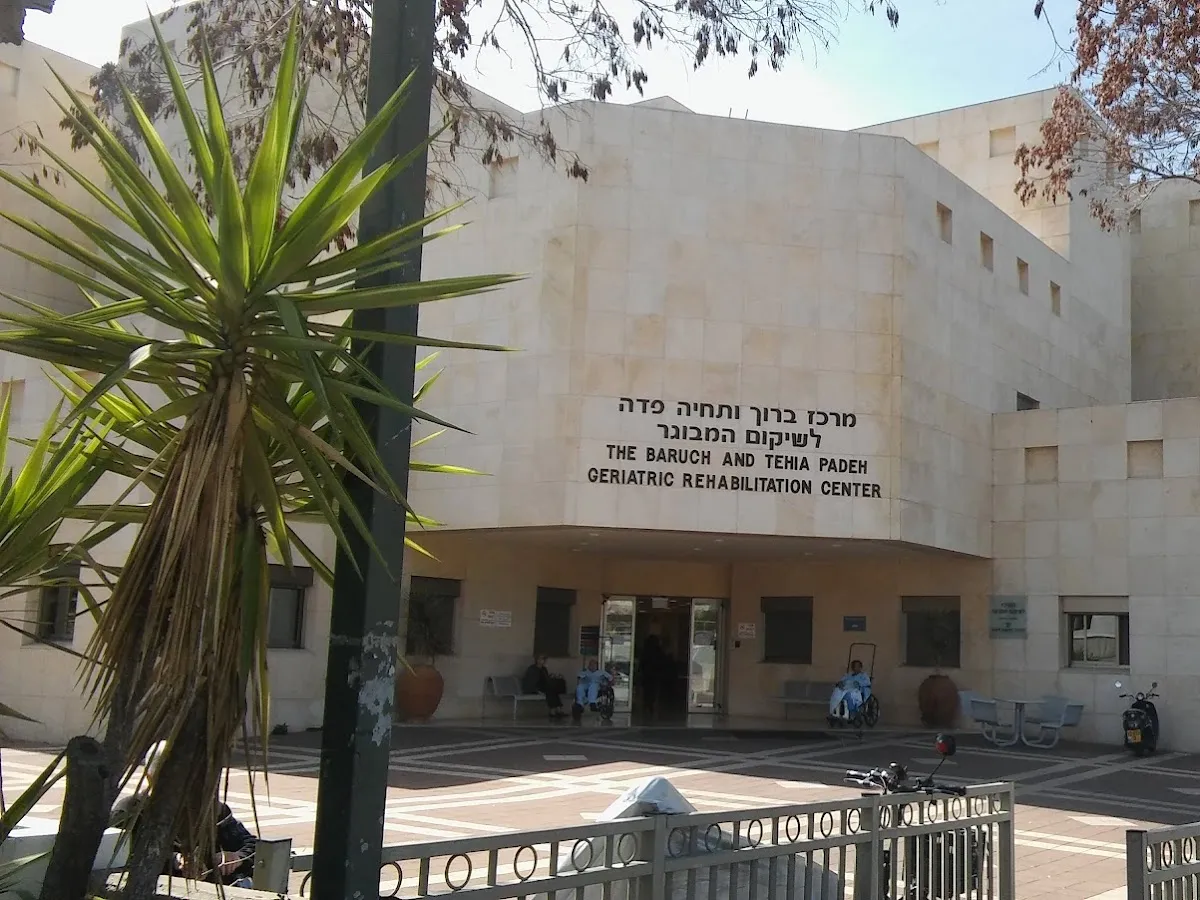 מרכז ברוך ותחיה פדה
לשיקום המבוגר
THE BARUCH AND TEHIA PADEH
GERIATRIC REHABILITATION CENTER